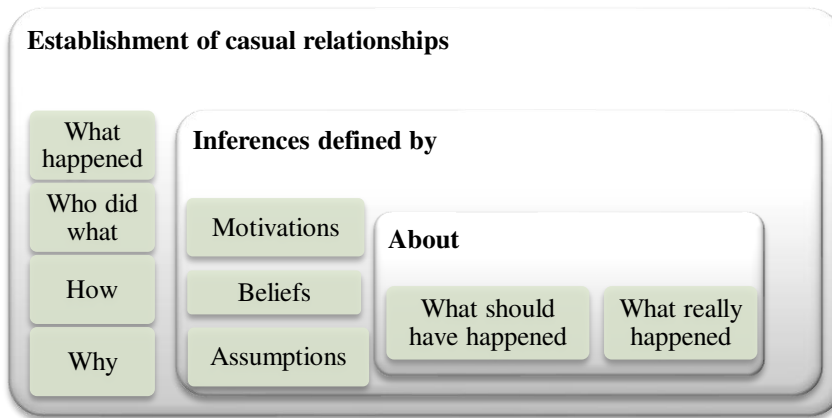 Establishment of casual relationships
What
happened
Who did
what
How
Why
Inferences defined by
Motivations
Beliefs
Assumptions
About
What should
have happened
What really
happened